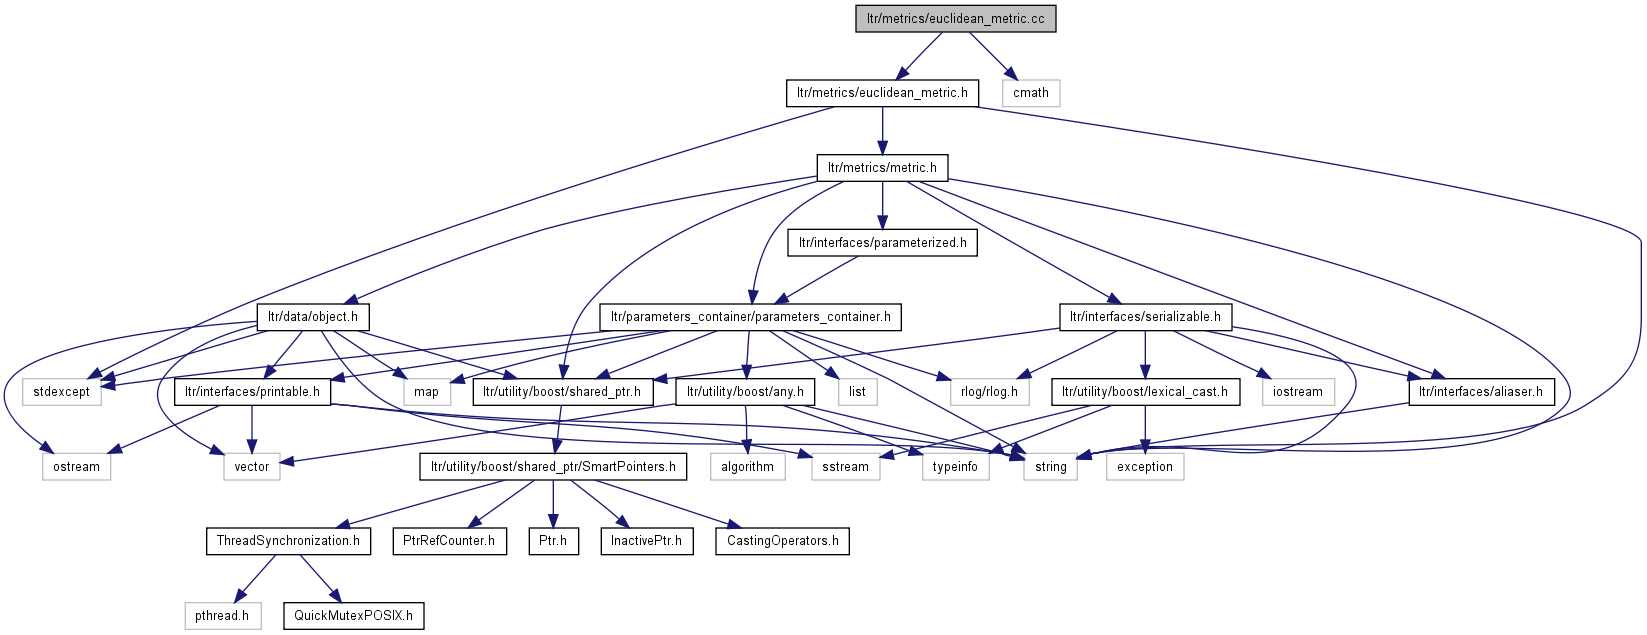 ltr/metrics/euclidean_metric.cc
ltr/metrics/euclidean_metric.h
cmath
ltr/metrics/metric.h
ltr/interfaces/parameterized.h
ltr/data/object.h
ltr/parameters_container/parameters_container.h
ltr/interfaces/serializable.h
stdexcept
ltr/interfaces/printable.h
map
ltr/utility/boost/shared_ptr.h
ltr/utility/boost/any.h
list
rlog/rlog.h
ltr/utility/boost/lexical_cast.h
iostream
ltr/interfaces/aliaser.h
ostream
vector
ltr/utility/boost/shared_ptr/SmartPointers.h
algorithm
sstream
typeinfo
string
exception
ThreadSynchronization.h
PtrRefCounter.h
Ptr.h
InactivePtr.h
CastingOperators.h
pthread.h
QuickMutexPOSIX.h